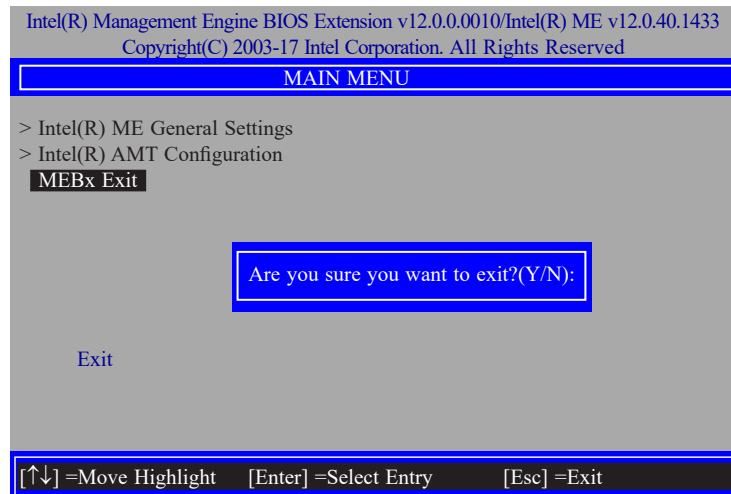 Intel(R) Management Engine BIOS Extension v12.0.0.0010/Intel(R) ME v12.0.40.1433
Copyright(C) 2003-17 Intel Corporation. All Rights Reserved
MAIN MENU
> Intel(R) ME General Settings
> Intel(R) AMT Configuration
MEBx Exit
Are you sure you want to exit?(Y/N):
Exit
[↑↓] =Move Highlight [Enter] =Select Entry [Esc] =Exit